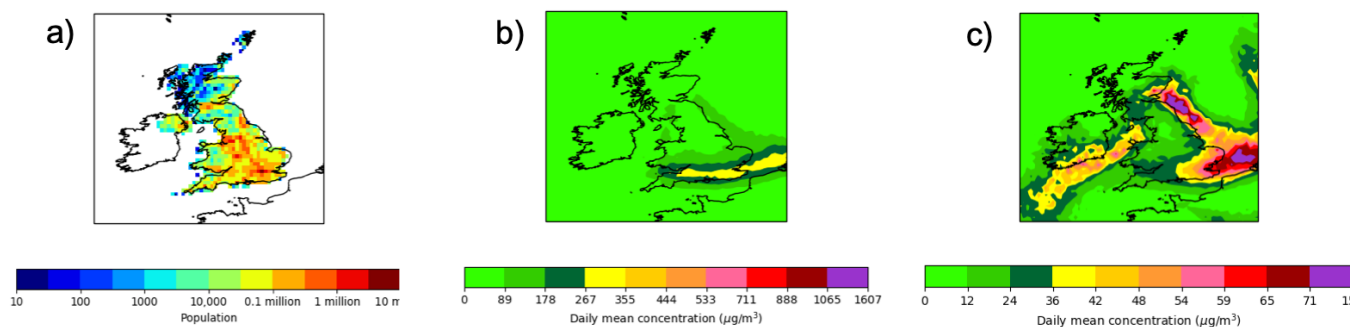 a)
b)
c)
10 100 1000 10,000 0.1 million 1 million 10 m
Population
0 89 178 267 355 444 533 711 888 1065 1607
Daily mean concentration (μg/m³)
0 12 24 36 42 48 54 59 65 71 15
Daily mean concentration (μg/m³)